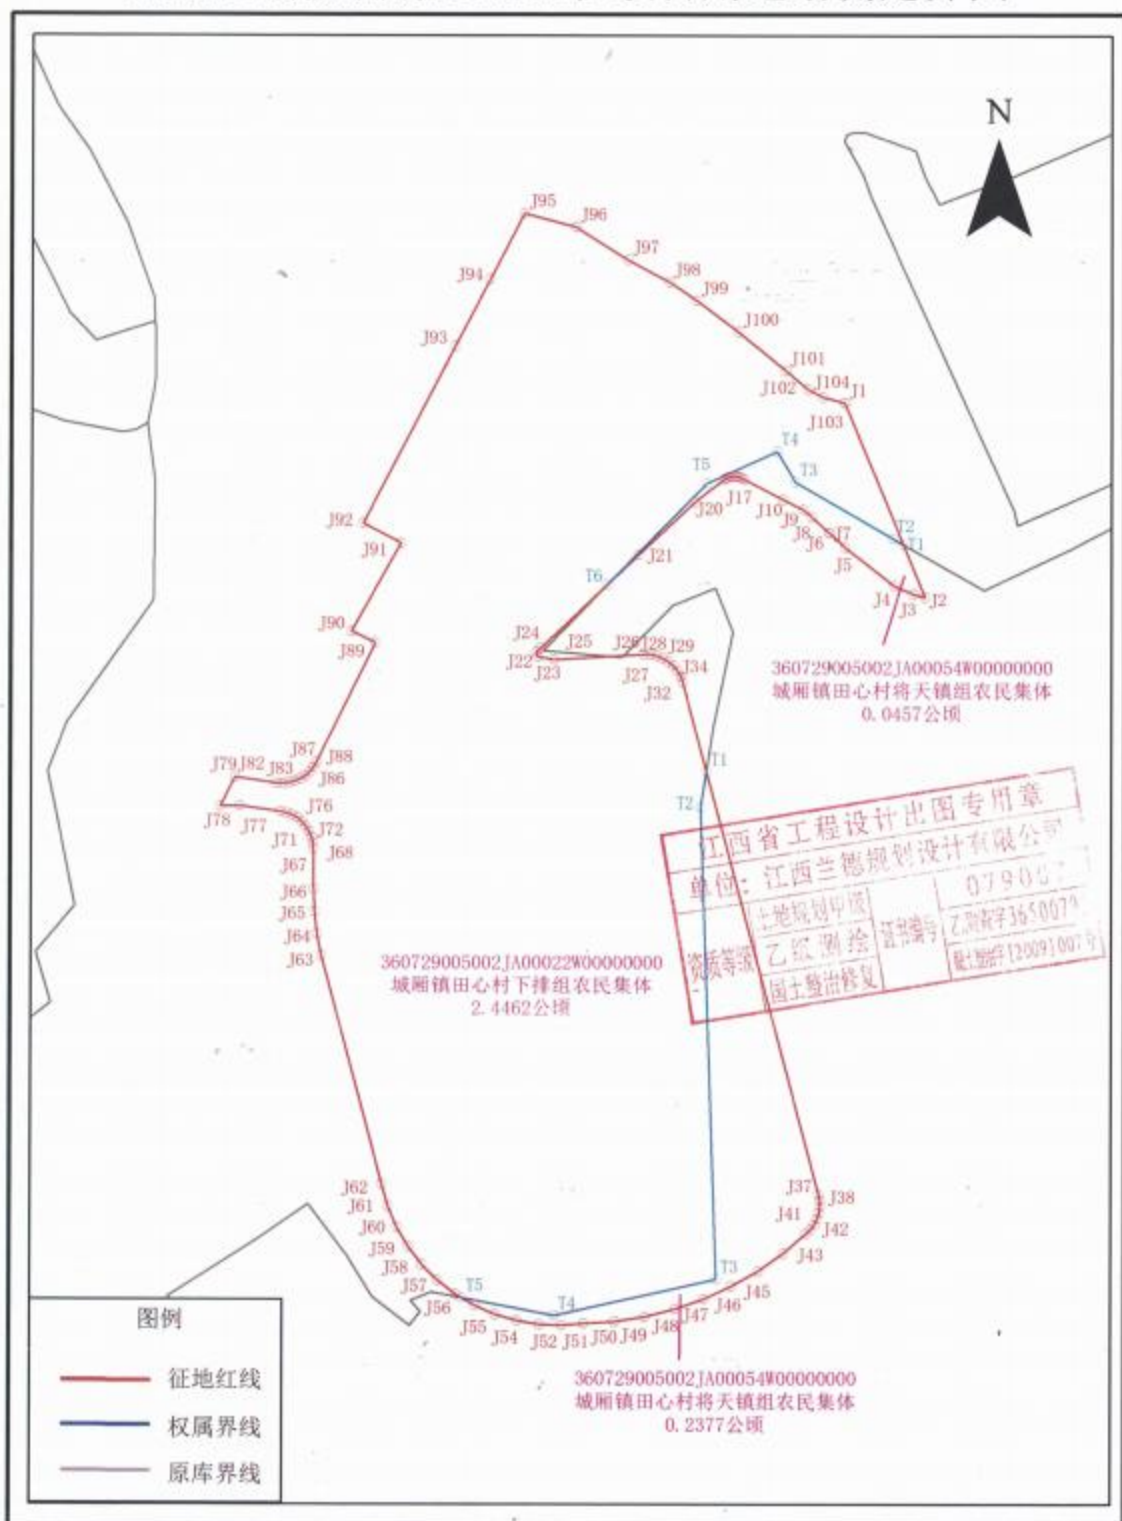 N
J95
J96
J97
J94
J98
J99
J100
J93
J101
J102
J104
J1
J103
T4
T5
T3
J17
J20
J10
J9
J8
J7
J6
J5
T2
T1
J92
J91
J21
T6
J4
J3
J2
J90
J89
J24
J25
J26
J28
J29
J22
J23
J27
J34
J32
360729005002JA00054W00000000
城厢镇田心村将天镇组农民集体
0.0457公顷
T1
J87
J88
J79
J82
J83
J86
J78
J77
J76
J71
J72
J67
J68
J66
J65
J64
J63
T2
江西省工程设计出图专用章
单位：江西兰德规划设计有限公司
资质等级
土地规划甲级
乙级测绘
国土整治修复
证书编号
360729005002JA00022W00000000
城厢镇田心村下排组农民集体
2.4462公顷
J62
J61
J60
J59
J58
J57
J56
J55
J54
J52
J51
J50
J49
J48
J47
J46
J45
J43
J42
J41
J38
J37
T3
T4
T5
360729005002JA00054W00000000
城厢镇田心村将天镇组农民集体
0.2377公顷
图例
征地红线
权属界线
原库界线